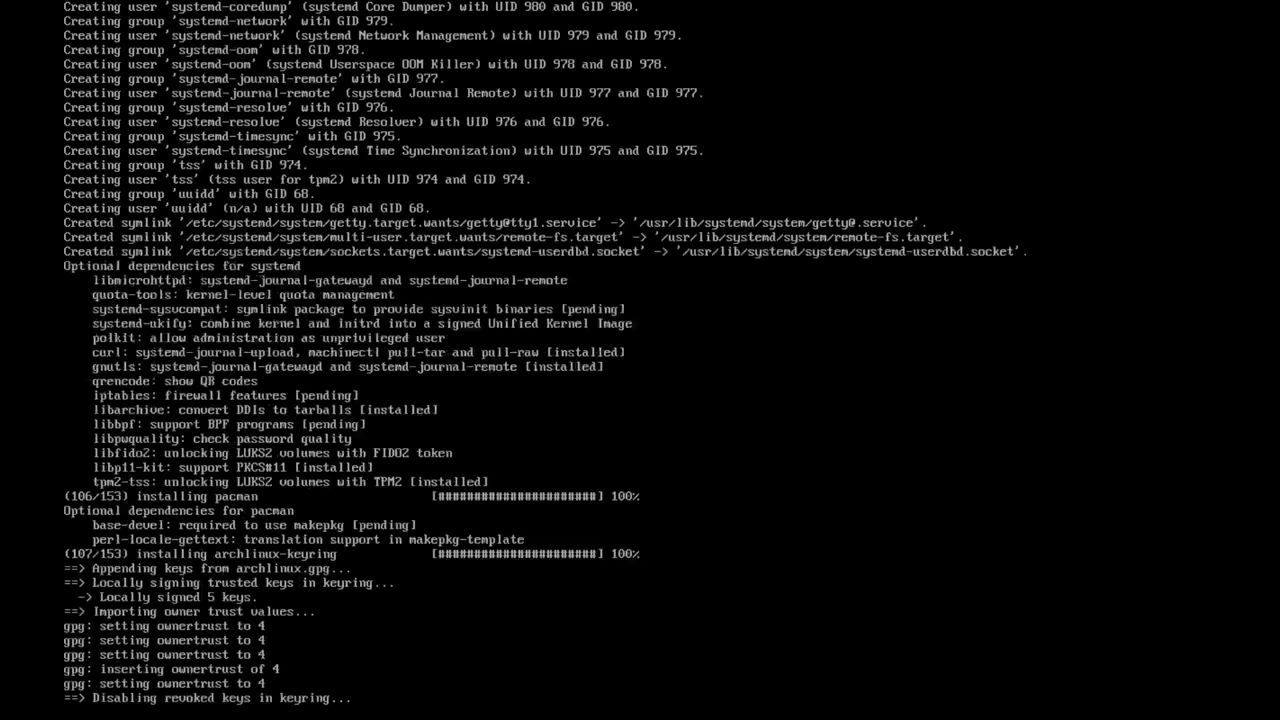 Creating user 'systemd-coredump' (systemd Core Dumper) with UID 980 and GID 980.
Creating group 'systemd-network' with GID 979.
Creating user 'systemd-network' (systemd Network Management) with UID 979 and GID 979.
Creating group 'systemd-oom' with GID 978.
Creating user 'systemd-oom' (systemd Userspace OOM Killer) with UID 978 and GID 978.
Creating group 'systemd-journal-remote' with GID 977.
Creating user 'systemd-journal-remote' (systemd Journal Remote) with UID 977 and GID 977.
Creating group 'systemd-resolve' with GID 976.
Creating user 'systemd-resolve' (systemd Resolver) with UID 976 and GID 976.
Creating group 'systemd-timesync' with GID 975.
Creating user 'systemd-timesync' (systemd Time Synchronization) with UID 975 and GID 975.
Creating group 'tss' with GID 974.
Creating user 'tss' (tss user for tpm2) with UID 974 and GID 974.
Creating group 'uuidd' with GID 68.
Creating user 'uuidd' (n/a) with UID 68 and GID 68.
Created symlink '/etc/systemd/system/getty.target.wants/getty@tty1.service' -> '/usr/lib/systemd/system/getty@.service'.
Created symlink '/etc/systemd/system/multi-user.target.wants/remote-fs.target' -> '/usr/lib/systemd/system/remote-fs.target'.
Created symlink '/etc/systemd/system/sockets.target.wants/systemd-userdbd.socket' -> '/usr/lib/systemd/system/systemd-userdbd.socket'.
Optional dependencies for systemd
    libmicrohttpd: systemd-journal-gatewayd and systemd-journal-remote
    quota-tools: kernel-level quota management
    systemd-sysvcompat: symlink package to provide sysvinit binaries [pending]
    systemd-ukify: combine kernel and initrd into a signed Unified Kernel Image
    polkit: allow administration as unprivileged user
    curl: systemd-journal-upload, machinectl pull-tar and pull-raw [installed]
    gnutls: systemd-journal-gatewayd and systemd-journal-remote [installed]
    qrencode: show QR codes
    iptables: firewall features [pending]
    libarchive: convert DDIs to tarballs [installed]
    libbpf: support BPF programs [pending]
    libpwquality: check password quality
    libfido2: unlocking LUKS2 volumes with FIDO2 token
    libp11-kit: support PKCS#11 [installed]
    tpm2-tss: unlocking LUKS2 volumes with TPM2 [installed]
(106/153) installing pacman [#######################] 100%
Optional dependencies for pacman
    base-devel: required to use makepkg [pending]
    perl-locale-gettext: translation support in makepkg-template
(107/153) installing archlinux-keyring [#######################] 100%
==> Appending keys from archlinux.gpg...
==> Locally signing trusted keys in keyring...
  -> Locally signed 5 keys.
==> Importing owner trust values...
gpg: setting ownertrust to 4
gpg: setting ownertrust to 4
gpg: setting ownertrust to 4
gpg: inserting ownertrust of 4
gpg: setting ownertrust to 4
==> Disabling revoked keys in keyring...